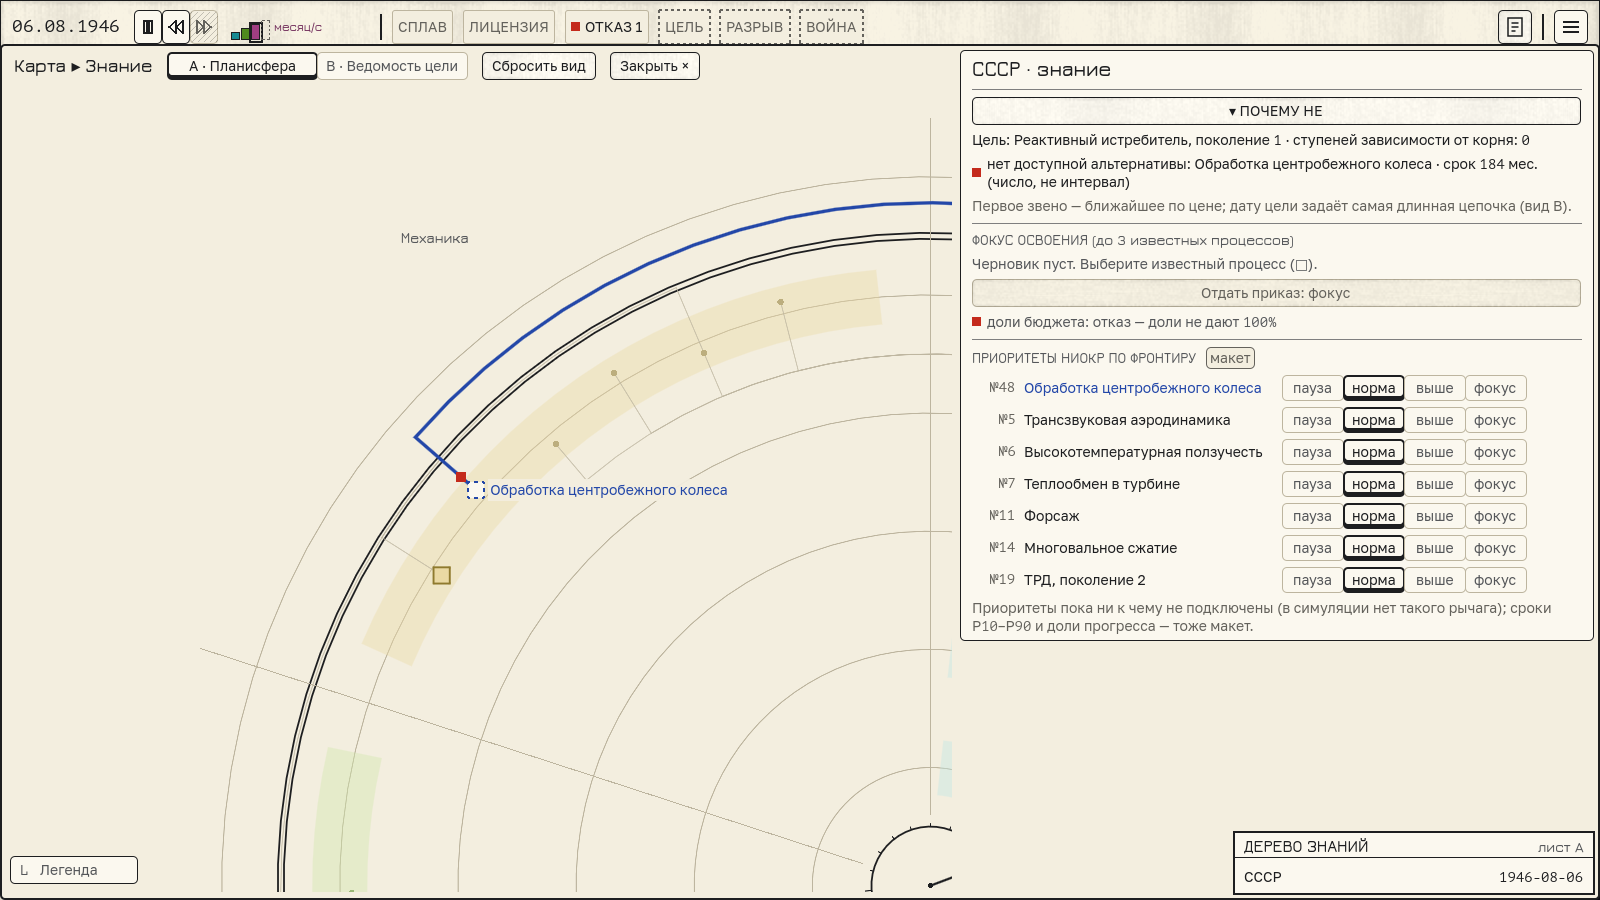 06.08.1946 месяц/с СПЛАВ ЛИЦЕНЗИЯ ОТКАЗ 1 ЦЕЛЬ РАЗРЫВ ВОЙНА
Карта ▸ Знание А · Планисфера В · Ведомость цели Сбросить вид Закрыть ×
Механика
Обработка центробежного колеса
L Легенда
СССР · знание
▾ ПОЧЕМУ НЕ
Цель: Реактивный истребитель, поколение 1 · ступеней зависимости от корня: 0
нет доступной альтернативы: Обработка центробежного колеса · срок 184 мес.
(число, не интервал)
Первое звено — ближайшее по цене; дату цели задаёт самая длинная цепочка (вид В).
ФОКУС ОСВОЕНИЯ (до 3 известных процессов)
Черновик пуст. Выберите известный процесс (□).
Отдать приказ: фокус
доли бюджета: отказ — доли не дают 100%
ПРИОРИТЕТЫ НИОКР ПО ФРОНТИРУ макет
№48 Обработка центробежного колеса пауза норма выше фокус
№5 Трансзвуковая аэродинамика пауза норма выше фокус
№6 Высокотемпературная ползучесть пауза норма выше фокус
№7 Теплообмен в турбине пауза норма выше фокус
№11 Форсаж пауза норма выше фокус
№14 Многовальное сжатие пауза норма выше фокус
№19 ТРД, поколение 2 пауза норма выше фокус
Приоритеты пока ни к чему не подключены (в симуляции нет такого рычага); сроки
P10–P90 и доли прогресса — тоже макет.
ДЕРЕВО ЗНАНИЙ лист А
СССР 1946-08-06